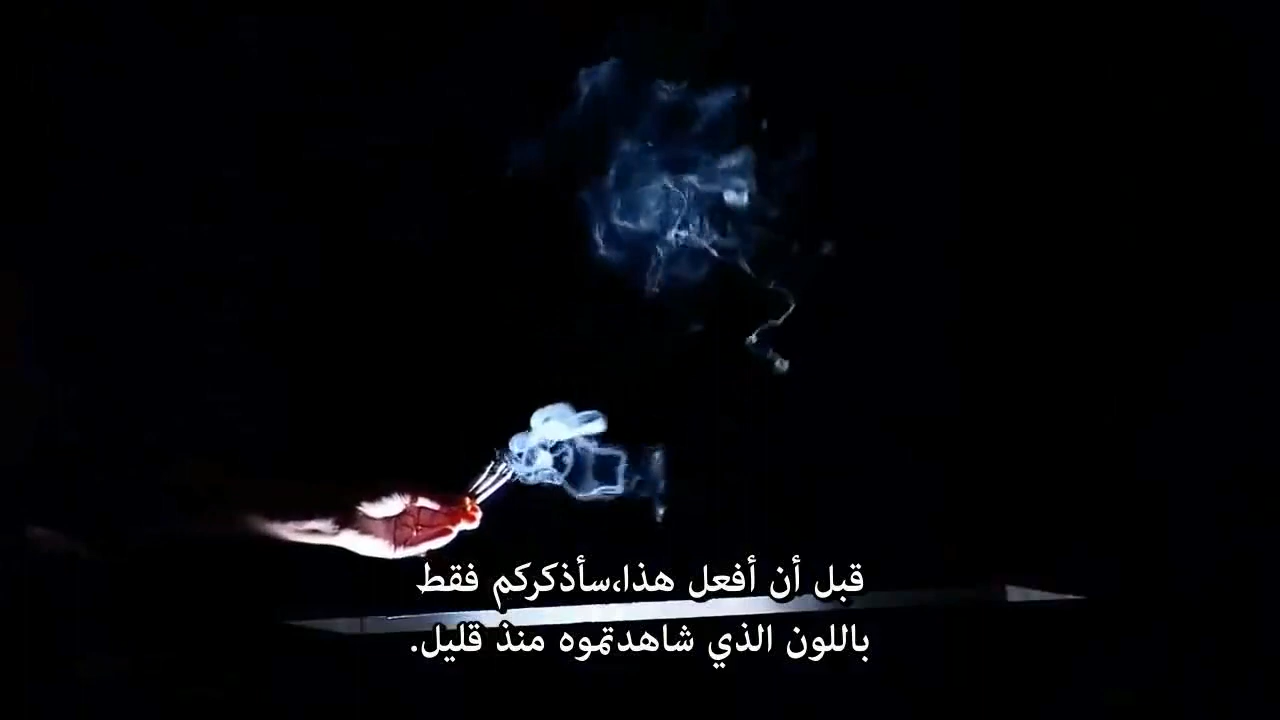 قبل أن أفعل هذا،سأذكركم فقط
باللون الذي شاهدتموه منذ قليل.